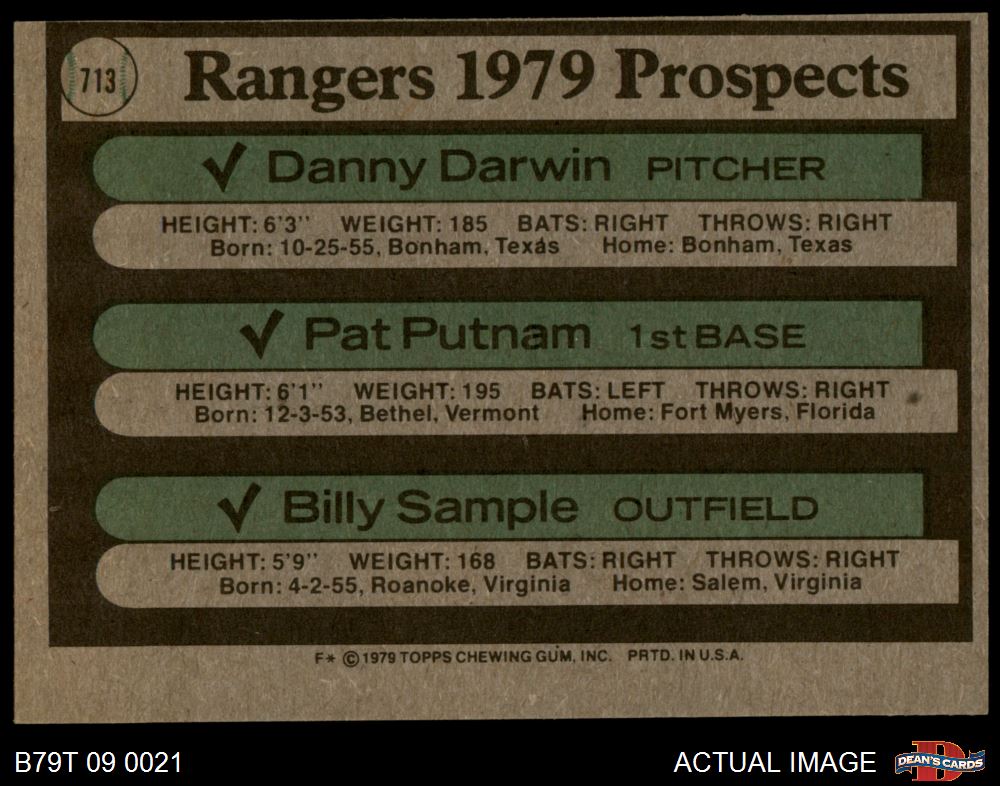 713
Rangers 1979 Prospects
✓ Danny Darwin PITCHER
HEIGHT: 6'3" WEIGHT: 185 BATS: RIGHT THROWS: RIGHT
Born: 10-25-55, Bonham, Texas Home: Bonham, Texas
✓ Pat Putnam 1st BASE
HEIGHT: 6'1" WEIGHT: 195 BATS: LEFT THROWS: RIGHT
Born: 12-3-53, Bethel, Vermont Home: Fort Myers, Florida
✓ Billy Sample OUTFIELD
HEIGHT: 5'9" WEIGHT: 168 BATS: RIGHT THROWS: RIGHT
Born: 4-2-55, Roanoke, Virginia Home: Salem, Virginia
F* © 1979 TOPPS CHEWING GUM, INC. PRTD. IN U.S.A.
B79T 09 0021 ACTUAL IMAGE
D
DEAN'S CARDS